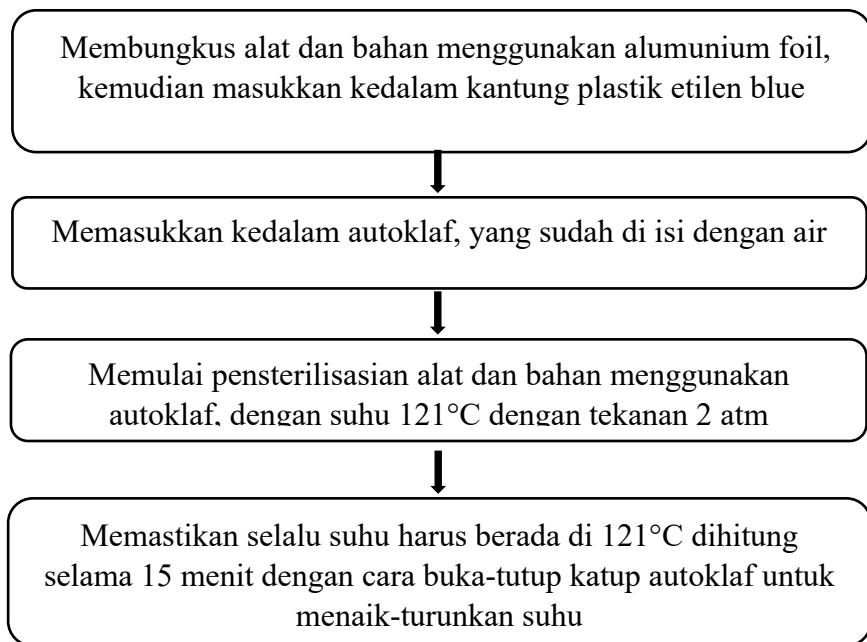 Membungkus alat dan bahan menggunakan alumunium foil,
kemudian masukkan kedalam kantung plastik etilen blue
Memasukkan kedalam autoklaf, yang sudah di isi dengan air
Memulai pensterilisasian alat dan bahan menggunakan
autoklaf, dengan suhu 121°C dengan tekanan 2 atm
Memastikan selalu suhu harus berada di 121°C dihitung
selama 15 menit dengan cara buka-tutup katup autoklaf untuk
menaik-turunkan suhu